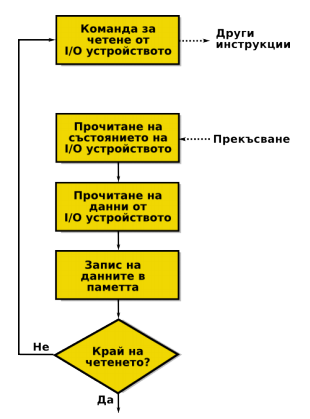 Команда за
четене от
I/O устройството
Други
инструкции
Прочитане на
състоянието на
I/O устройството
Прекъсване
Прочитане на
данни от
I/O устройството
Запис на
данните в
паметта
Край на
четенето?
Не
Да